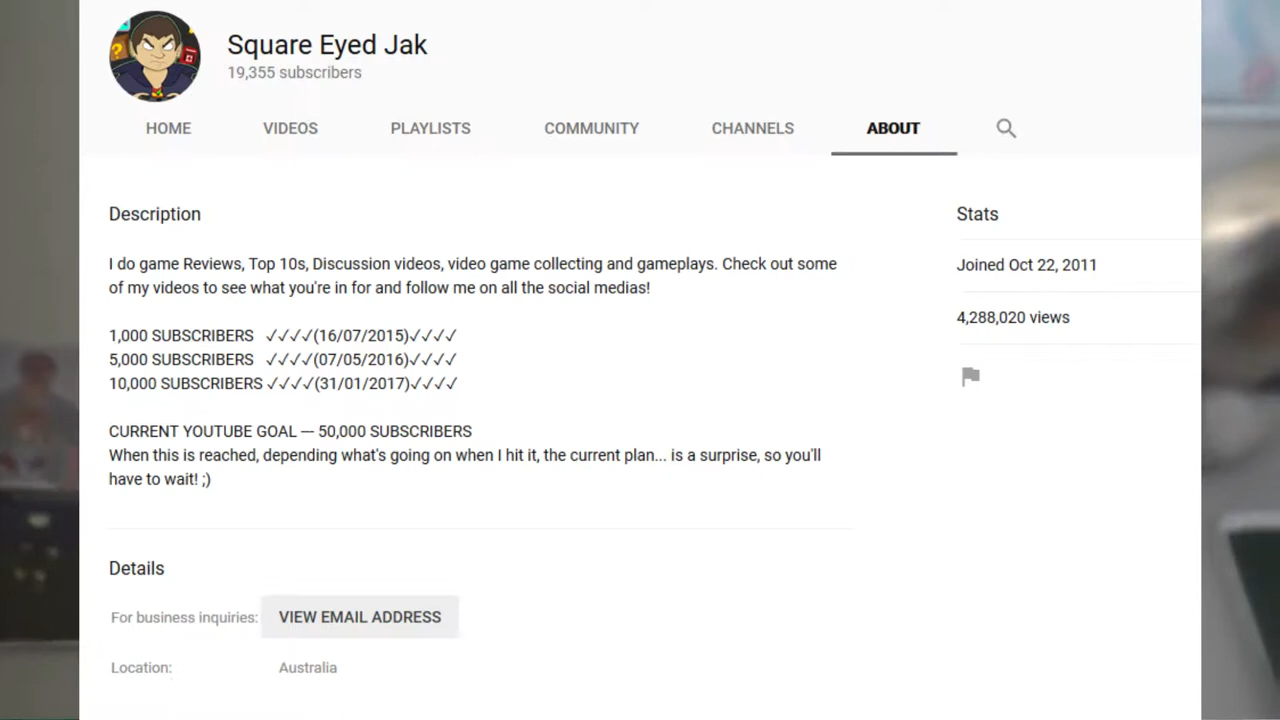 Square Eyed Jak
19,355 subscribers
HOME VIDEOS PLAYLISTS COMMUNITY CHANNELS ABOUT
Description
I do game Reviews, Top 10s, Discussion videos, video game collecting and gameplays. Check out some
of my videos to see what you're in for and follow me on all the social medias!
1,000 SUBSCRIBERS ✓✓✓✓(16/07/2015)✓✓✓✓
5,000 SUBSCRIBERS ✓✓✓✓(07/05/2016)✓✓✓✓
10,000 SUBSCRIBERS ✓✓✓✓(31/01/2017)✓✓✓✓
CURRENT YOUTUBE GOAL --- 50,000 SUBSCRIBERS
When this is reached, depending what's going on when I hit it, the current plan... is a surprise, so you'll
have to wait! ;)
Details
For business inquiries: VIEW EMAIL ADDRESS
Location: Australia
Stats
Joined Oct 22, 2011
4,288,020 views